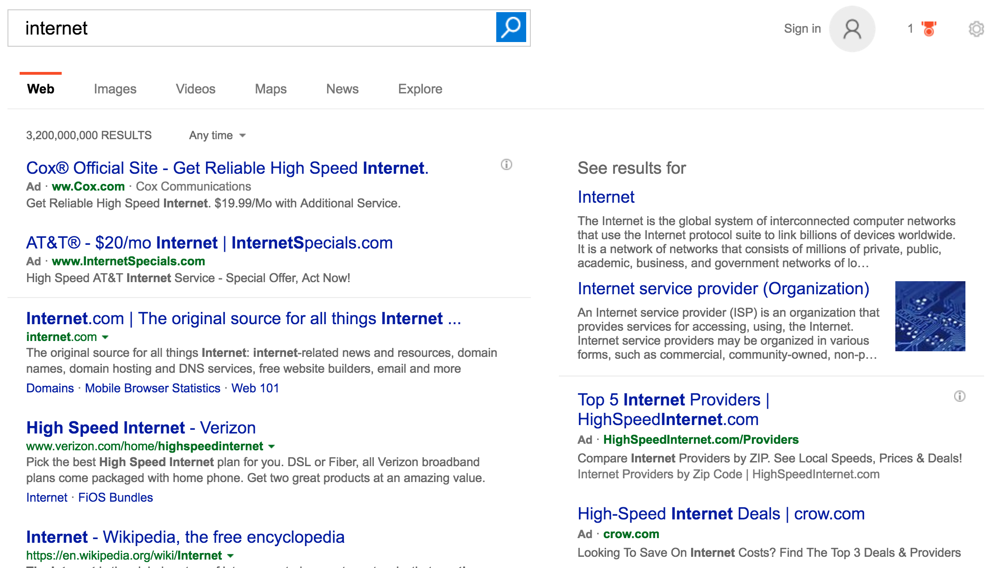 internet
Sign in
1
Web Images Videos Maps News Explore
3,200,000,000 RESULTS Any time
Cox® Official Site - Get Reliable High Speed Internet.
Ad · ww.Cox.com · Cox Communications
Get Reliable High Speed Internet. $19.99/Mo with Additional Service.
AT&T® - $20/mo Internet | InternetSpecials.com
Ad · www.InternetSpecials.com
High Speed AT&T Internet Service - Special Offer, Act Now!
Internet.com | The original source for all things Internet ...
internet.com
The original source for all things Internet: internet-related news and resources, domain
names, domain hosting and DNS services, free website builders, email and more
Domains · Mobile Browser Statistics · Web 101
High Speed Internet - Verizon
www.verizon.com/home/highspeedinternet
Pick the best High Speed Internet plan for you. DSL or Fiber, all Verizon broadband
plans come packaged with home phone. Get two great products at an amazing value.
Internet · FiOS Bundles
Internet - Wikipedia, the free encyclopedia
https://en.wikipedia.org/wiki/Internet
See results for
Internet
The Internet is the global system of interconnected computer networks
that use the Internet protocol suite to link billions of devices worldwide.
It is a network of networks that consists of millions of private, public,
academic, business, and government networks of lo…
Internet service provider (Organization)
An Internet service provider (ISP) is an organization that
provides services for accessing, using, the Internet.
Internet service providers may be organized in various
forms, such as commercial, community-owned, non-p…
Top 5 Internet Providers |
HighSpeedInternet.com
Ad · HighSpeedInternet.com/Providers
Compare Internet Providers by ZIP. See Local Speeds, Prices & Deals!
Internet Providers by Zip Code | HighSpeedInternet.com
High-Speed Internet Deals | crow.com
Ad · crow.com
Looking To Save On Internet Costs? Find The Top 3 Deals & Providers